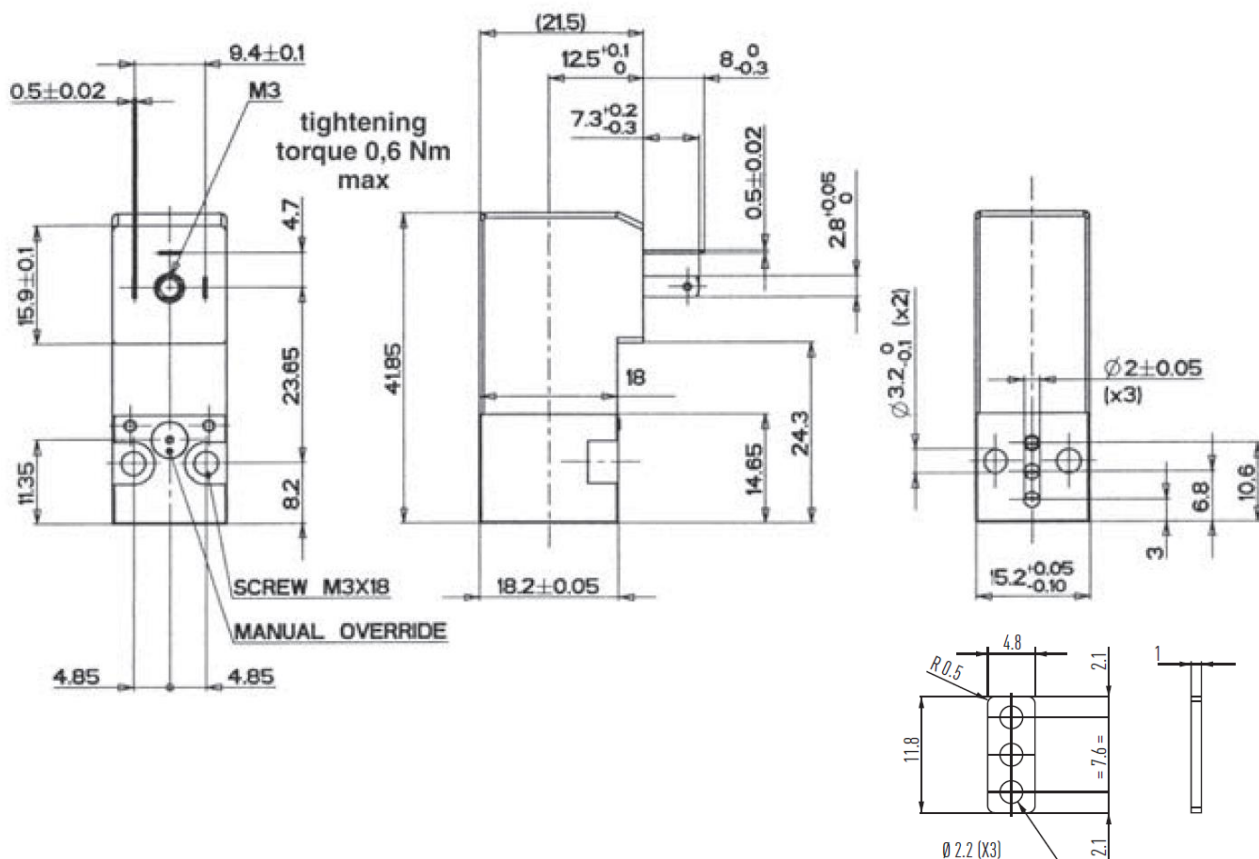 (21.5)
9.4±0.1
12.5 +0.1 0
8 0 -0.3
0.5±0.02
M3
7.3 +0.2 -0.3
tightening
torque 0,6 Nm
max
4.7
0.5±0.02
2.8 +0.05 0
15.9±0.1
23.65
41.85
18
Ø 3.2 0 -0.1 (x2)
Ø 2±0.05
(x3)
24.3
14.65
11.35
8.2
10.6
6.8
3
SCREW M3X18
18.2±0.05
15.2 +0.05 -0.10
MANUAL OVERRIDE
4.85
4.85
4.8
2.1
1
R 0.5
11.8
= 7.6 =
2.1
Ø 2.2 (X3)